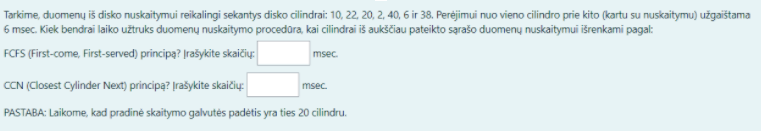 Tarkime, duomenų iš disko nuskaitymui reikalingi sekantys disko cilindrai: 10, 22, 20, 2, 40, 6 ir 38. Perėjimui nuo vieno cilindro prie kito (kartu su nuskaitymu) užgaištama
6 msec. Kiek bendrai laiko užtruks duomenų nuskaitymo procedūra, kai cilindrai iš aukščiau pateikto sąrašo duomenų nuskaitymui išrenkami pagal:
FCFS (First-come, First-served) principą? Įrašykite skaičių: msec.
CCN (Closest Cylinder Next) principą? Įrašykite skaičių: msec.
PASTABA: Laikome, kad pradinė skaitymo galvutės padėtis yra ties 20 cilindru.